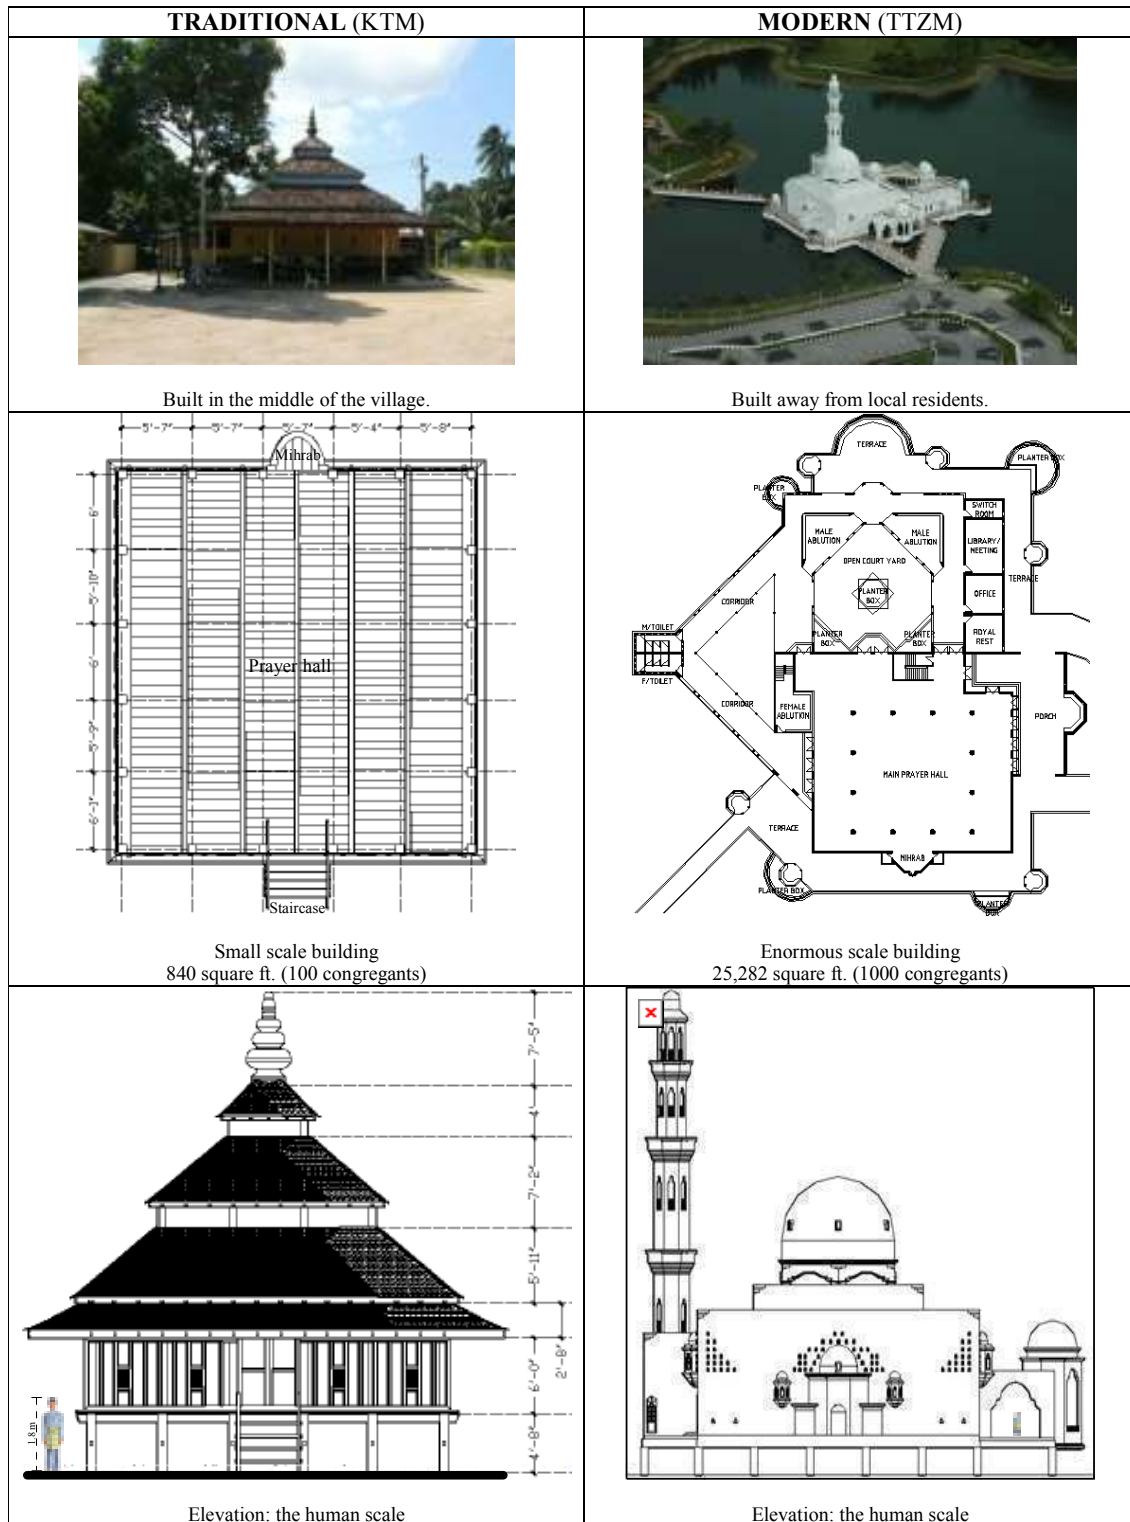 TRADITIONAL (KTM)
MODERN (TTZM)
Built in the middle of the village.
Built away from local residents.
5'-7" 5'-7" 5'-7" 5'-4" 5'-8"
Mihrab
6'
5'-10"
6'
5'-9"
6'-1"
Prayer hall
Staircase
Small scale building
840 square ft. (100 congregants)
TERRACE
PLANTER BOX
PLANTER
BOX
SWITCH
ROOM
MALE
ABLUTION
MALE
ABLUTION
LIBRARY/
MEETING
OPEN COURT YARD
TERRACE
PLANTER
BOX
OFFICE
CORRIDOR
M/TOILET
PLANTER
BOX
PLANTER
BOX
ROYAL
REST
F/TOILET
CORRIDOR
FEMALE
ABLUTION
PORCH
MAIN PRAYER HALL
TERRACE
MIHRAB
PLANTER BOX
PLANTER
BOX
Enormous scale building
25,282 square ft. (1000 congregants)
7'-5"
4'
7'-2"
5'-11"
2'-8"
6'-0"
4'-8"
1.8m
Elevation: the human scale
Elevation: the human scale